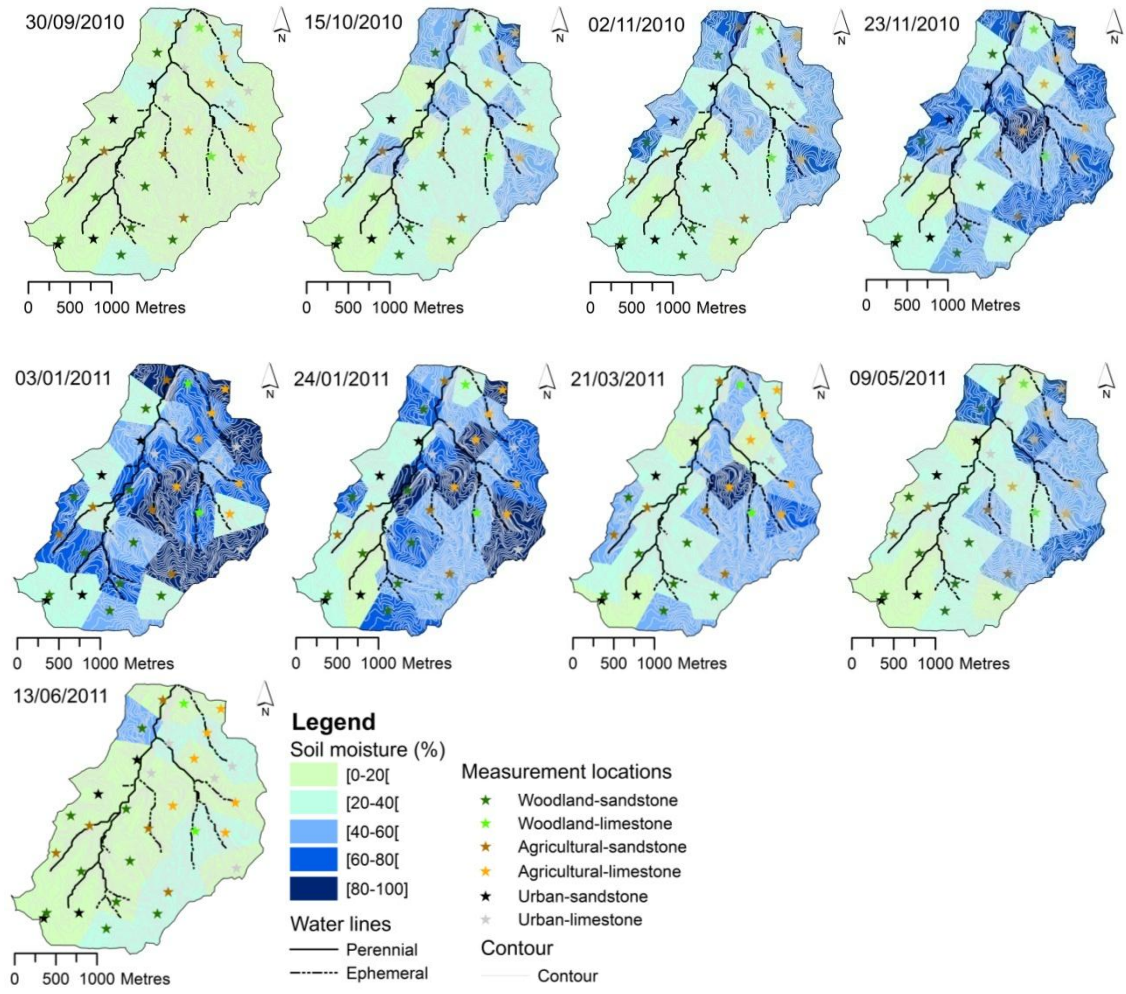 30/09/2010
N
0 500 1000 Metres
15/10/2010
N
0 500 1000 Metres
02/11/2010
N
0 500 1000 Metres
23/11/2010
N
0 500 1000 Metres
03/01/2011
N
0 500 1000 Metres
24/01/2011
N
0 500 1000 Metres
21/03/2011
N
0 500 1000 Metres
09/05/2011
N
0 500 1000 Metres
13/06/2011
N
0 500 1000 Metres
Legend
Soil moisture (%)
[0-20[
[20-40[
[40-60[
[60-80[
[80-100]
Water lines
Perennial
Ephemeral
Measurement locations
Woodland-sandstone
Woodland-limestone
Agricultural-sandstone
Agricultural-limestone
Urban-sandstone
Urban-limestone
Contour
Contour